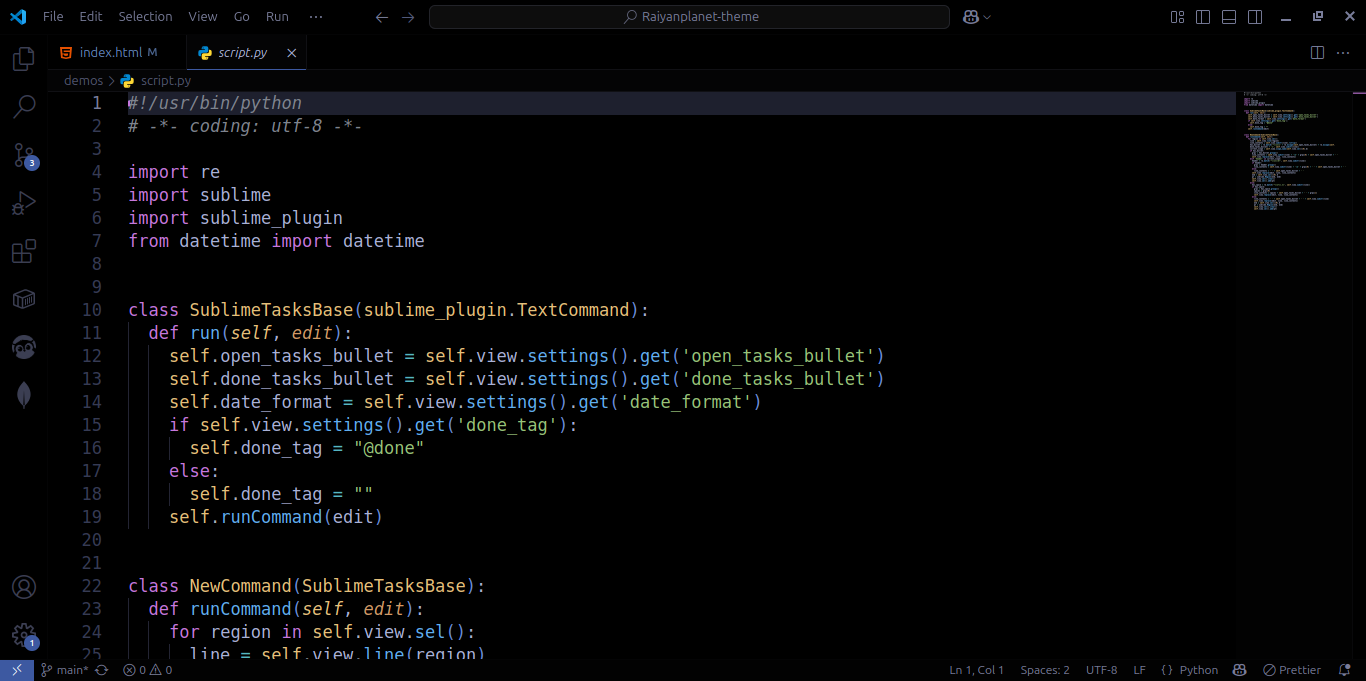 File Edit Selection View Go Run ··· Raiyanplanet-theme
index.html M script.py
demos > script.py
1 #!/usr/bin/python
2 # -*- coding: utf-8 -*-
3
4 import re
5 import sublime
6 import sublime_plugin
7 from datetime import datetime
8
9
10 class SublimeTasksBase(sublime_plugin.TextCommand):
11 def run(self, edit):
12 self.open_tasks_bullet = self.view.settings().get('open_tasks_bullet')
13 self.done_tasks_bullet = self.view.settings().get('done_tasks_bullet')
14 self.date_format = self.view.settings().get('date_format')
15 if self.view.settings().get('done_tag'):
16 self.done_tag = "@done"
17 else:
18 self.done_tag = ""
19 self.runCommand(edit)
20
21
22 class NewCommand(SublimeTasksBase):
23 def runCommand(self, edit):
24 for region in self.view.sel():
25 line = self.view.line(region)
3
1
main* 0 0 Ln 1, Col 1 Spaces: 2 UTF-8 LF {} Python Prettier